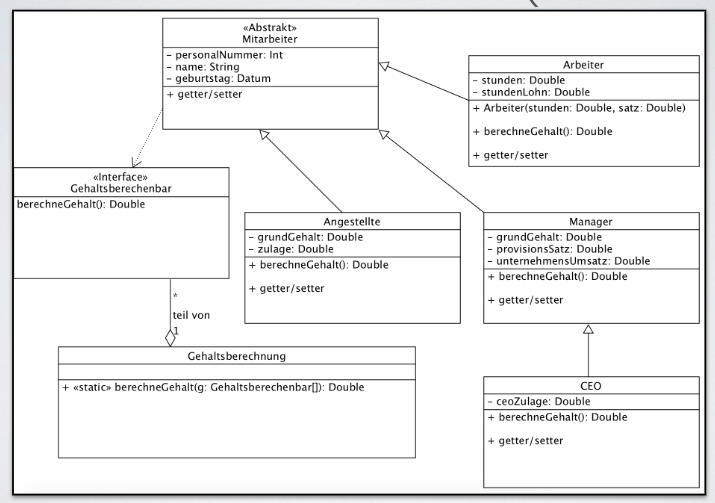 «Abstrakt»
Mitarbeiter
- personalNummer: Int
- name: String
- geburtstag: Datum
+ getter/setter
Arbeiter
- stunden: Double
- stundenLohn: Double
+ Arbeiter(stunden: Double, satz: Double)
+ berechneGehalt(): Double
+ getter/setter
«Interface»
Gehaltsberechenbar
berechneGehalt(): Double
Angestellte
- grundGehalt: Double
- zulage: Double
+ berechneGehalt(): Double
+ getter/setter
Manager
- grundGehalt: Double
- provisionsSatz: Double
- unternehmensUmsatz: Double
+ berechneGehalt(): Double
+ getter/setter
*
teil von
1
Gehaltsberechnung
+ «static» berechneGehalt(g: Gehaltsberechenbar[]): Double
CEO
- ceoZulage: Double
+ berechneGehalt(): Double
+ getter/setter